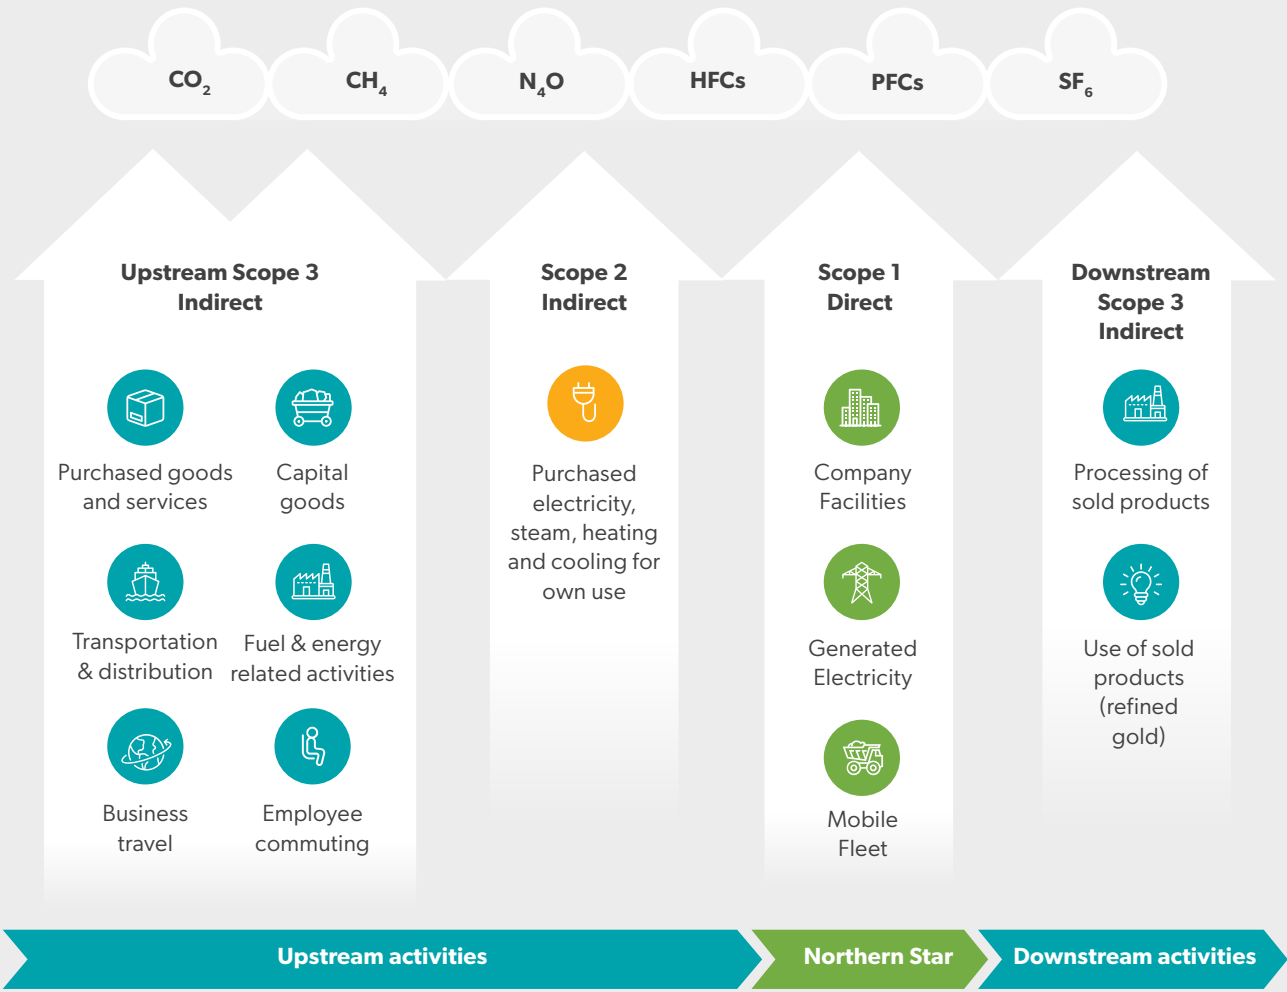 CO₂
CH₄
N₄O
HFCs
PFCs
SF₆
Upstream Scope 3
Indirect
Purchased goods
and services
Capital
goods
Transportation
& distribution
Fuel & energy
related activities
Business
travel
Employee
commuting
Scope 2
Indirect
Purchased
electricity,
steam, heating
and cooling for
own use
Scope 1
Direct
Company
Facilities
Generated
Electricity
Mobile
Fleet
Downstream
Scope 3
Indirect
Processing of
sold products
Use of sold
products
(refined
gold)
Upstream activities
Northern Star
Downstream activities